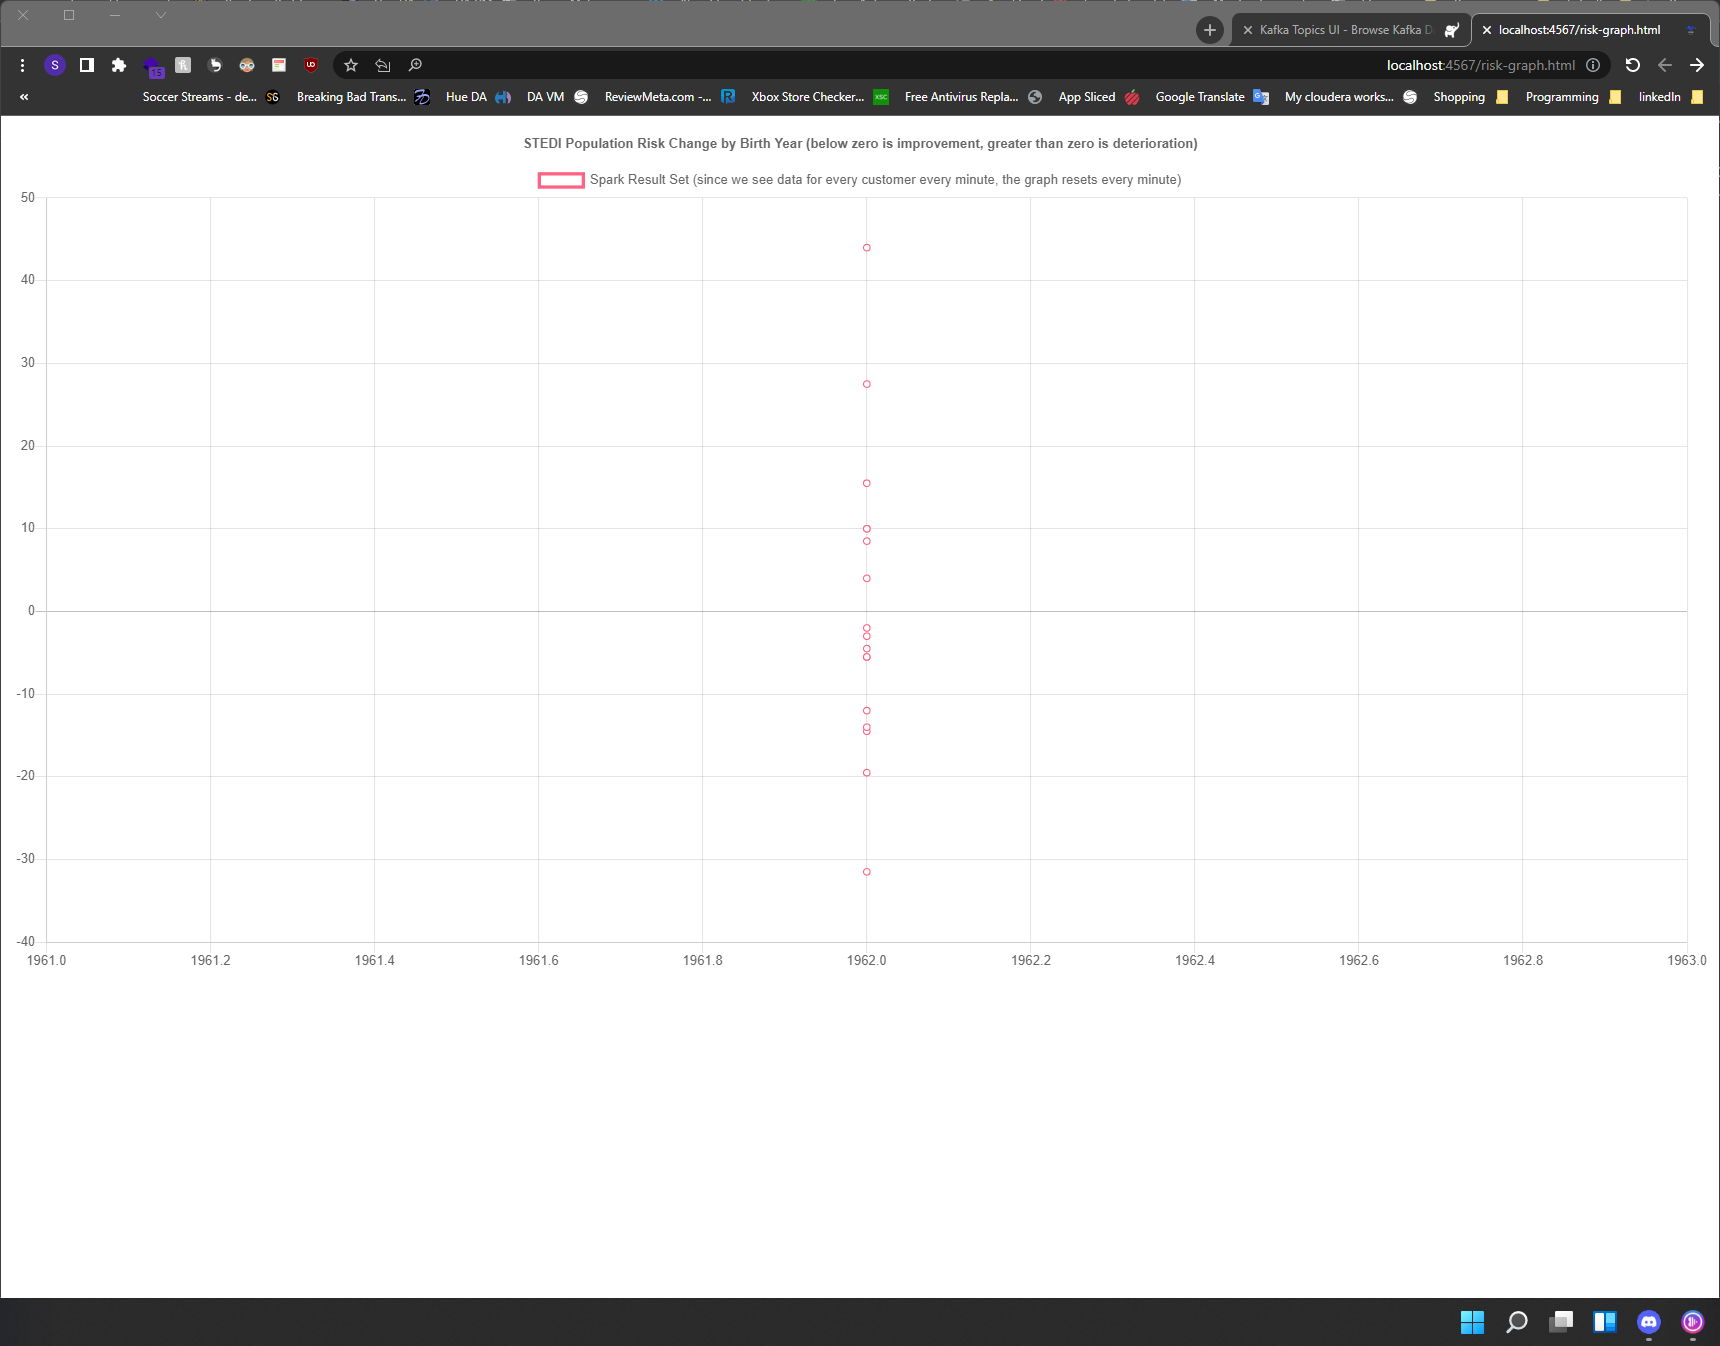 Kafka Topics UI - Browse Kafka D
localhost:4567/risk-graph.html
S
15
UD
localhost:4567/risk-graph.html
«
Soccer Streams - de...
SG
Breaking Bad Trans...
Hue DA
DA VM
ReviewMeta.com -...
R
Xbox Store Checker...
XSC
Free Antivirus Repla...
App Sliced
Google Translate
My cloudera works...
Shopping
Programming
linkedIn
STEDI Population Risk Change by Birth Year (below zero is improvement, greater than zero is deterioration)
Spark Result Set (since we see data for every customer every minute, the graph resets every minute)
50
40
30
20
10
0
-10
-20
-30
-40
1961.0 1961.2 1961.4 1961.6 1961.8 1962.0 1962.2 1962.4 1962.6 1962.8 1963.0